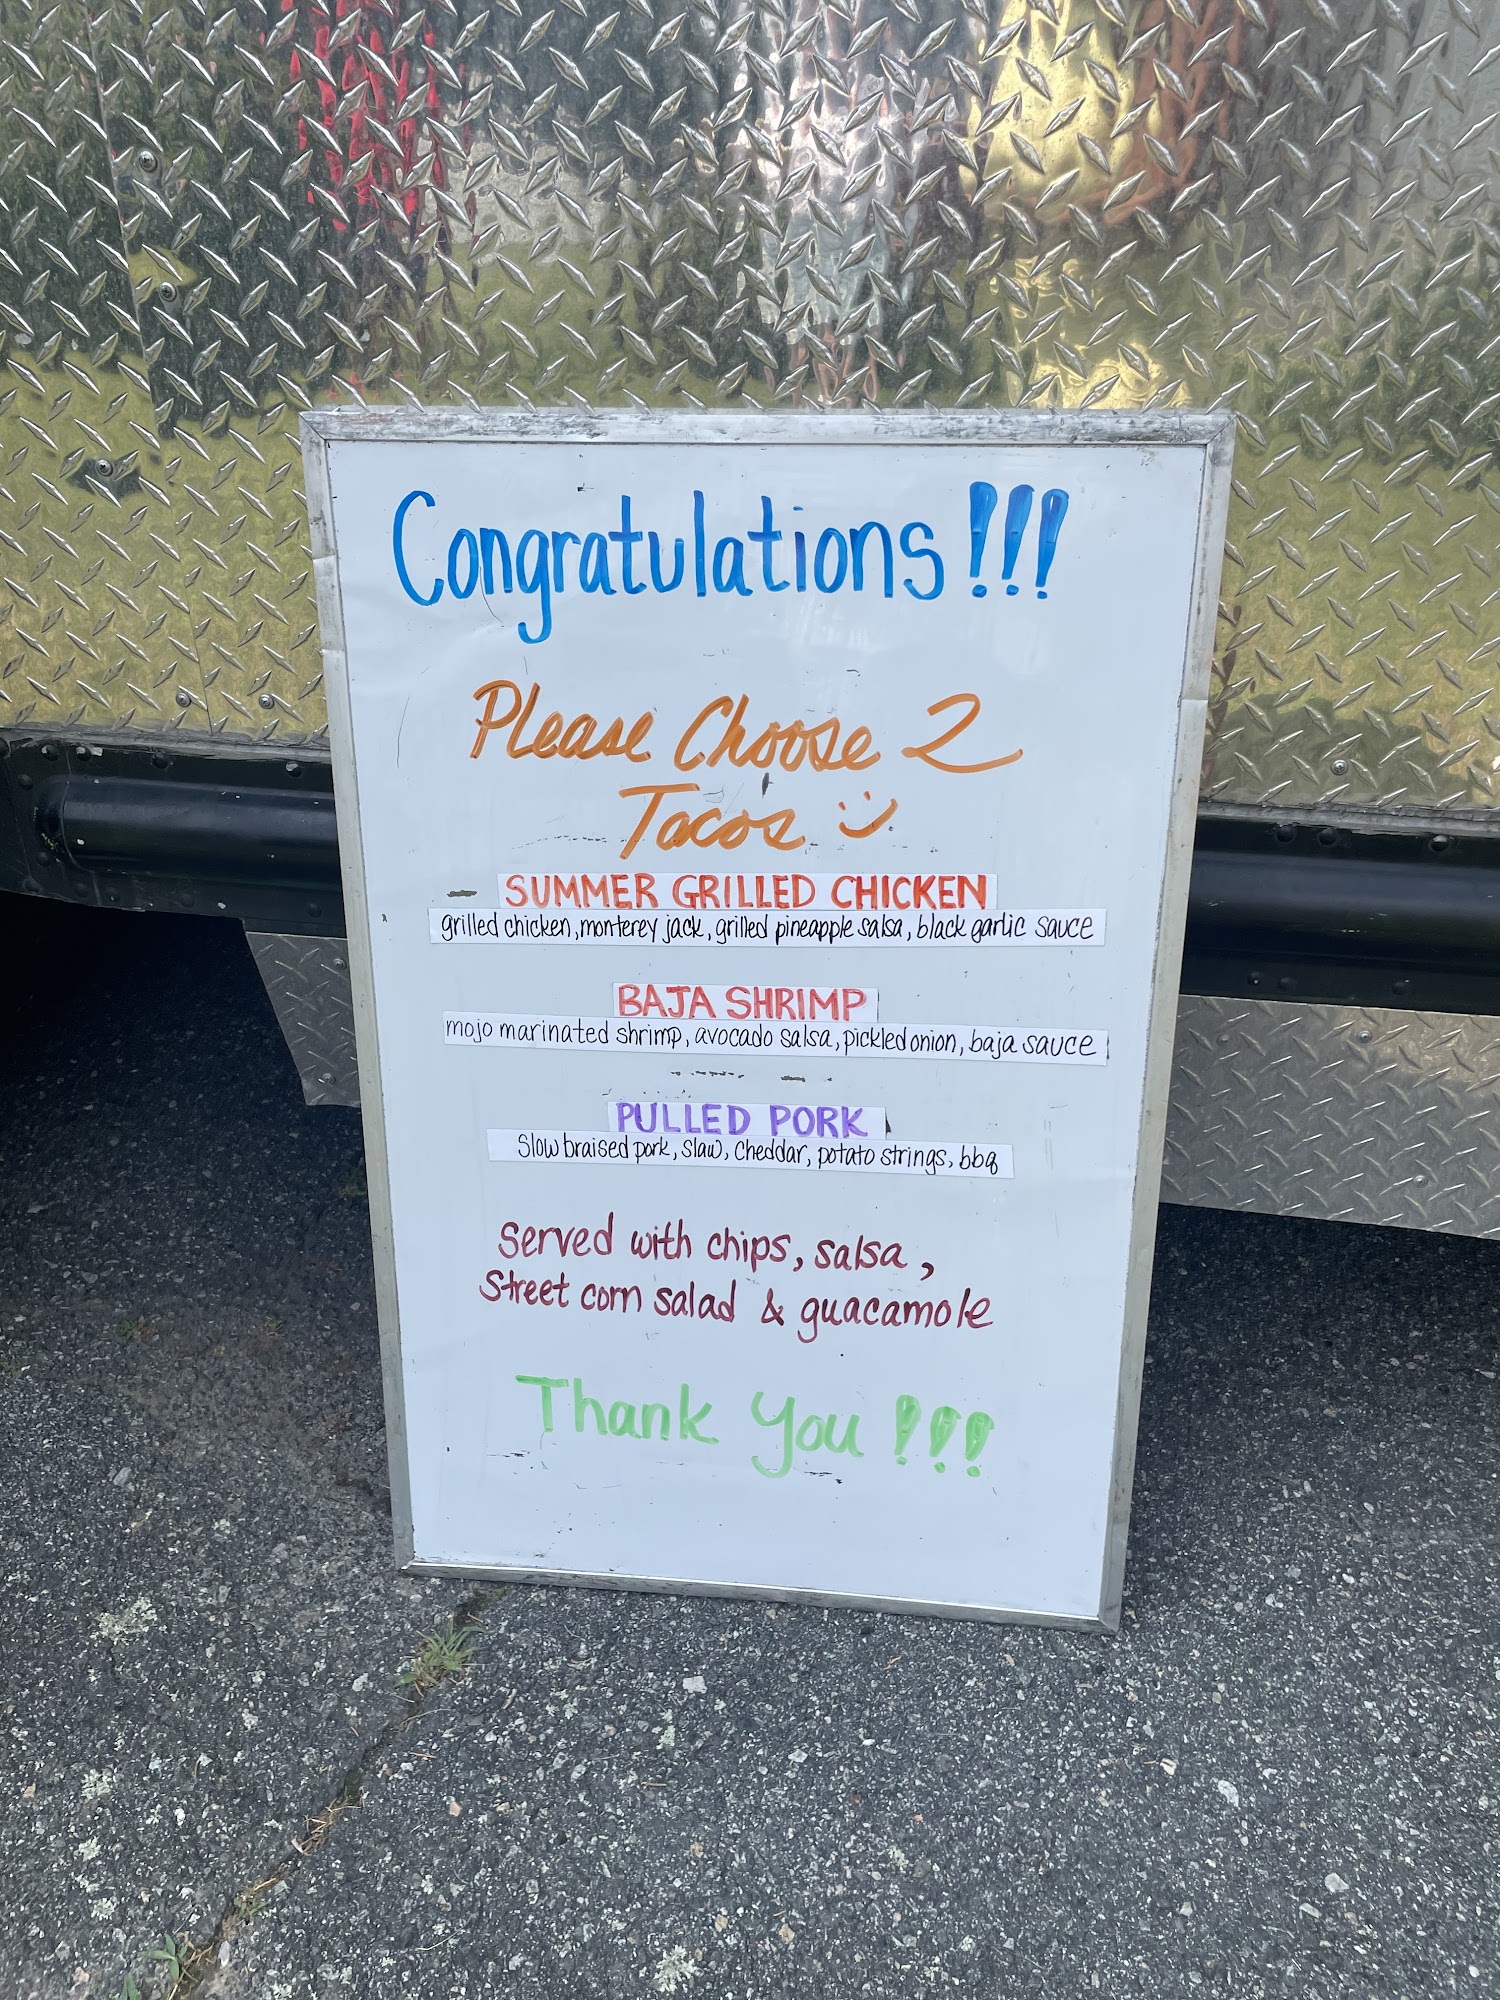 Congratulations!!!
Please Choose 2
Tacos :)
SUMMER GRILLED CHICKEN
grilled chicken, monterey jack, grilled pineapple salsa, black garlic sauce
BAJA SHRIMP
mojo marinated shrimp, avocado salsa, pickled onion, baja sauce
PULLED PORK
Slow braised pork, slaw, cheddar, potato strings, bbq
Served with chips, salsa,
Street corn salad & guacamole
Thank You!!!